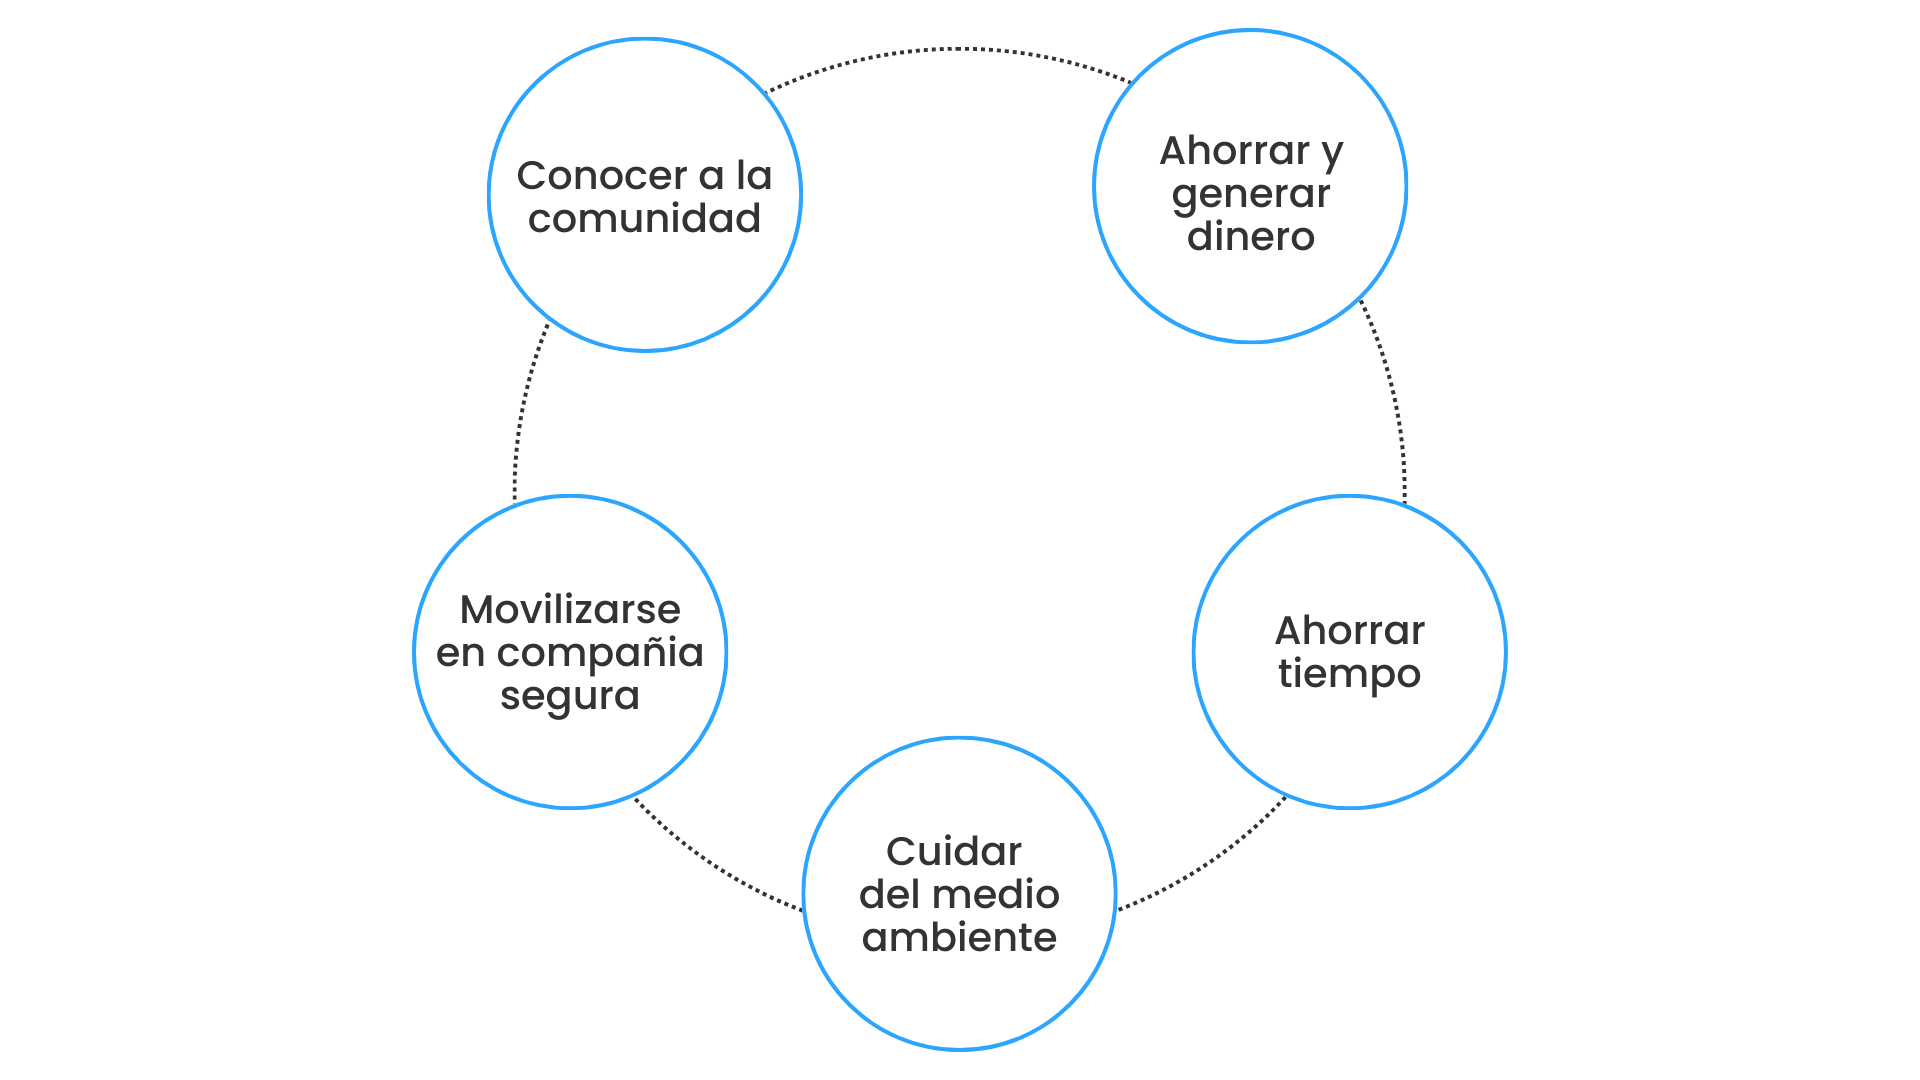 Conocer a la
comunidad
Ahorrar y
generar
dinero
Movilizarse
en compañia
segura
Ahorrar
tiempo
Cuidar
del medio
ambiente